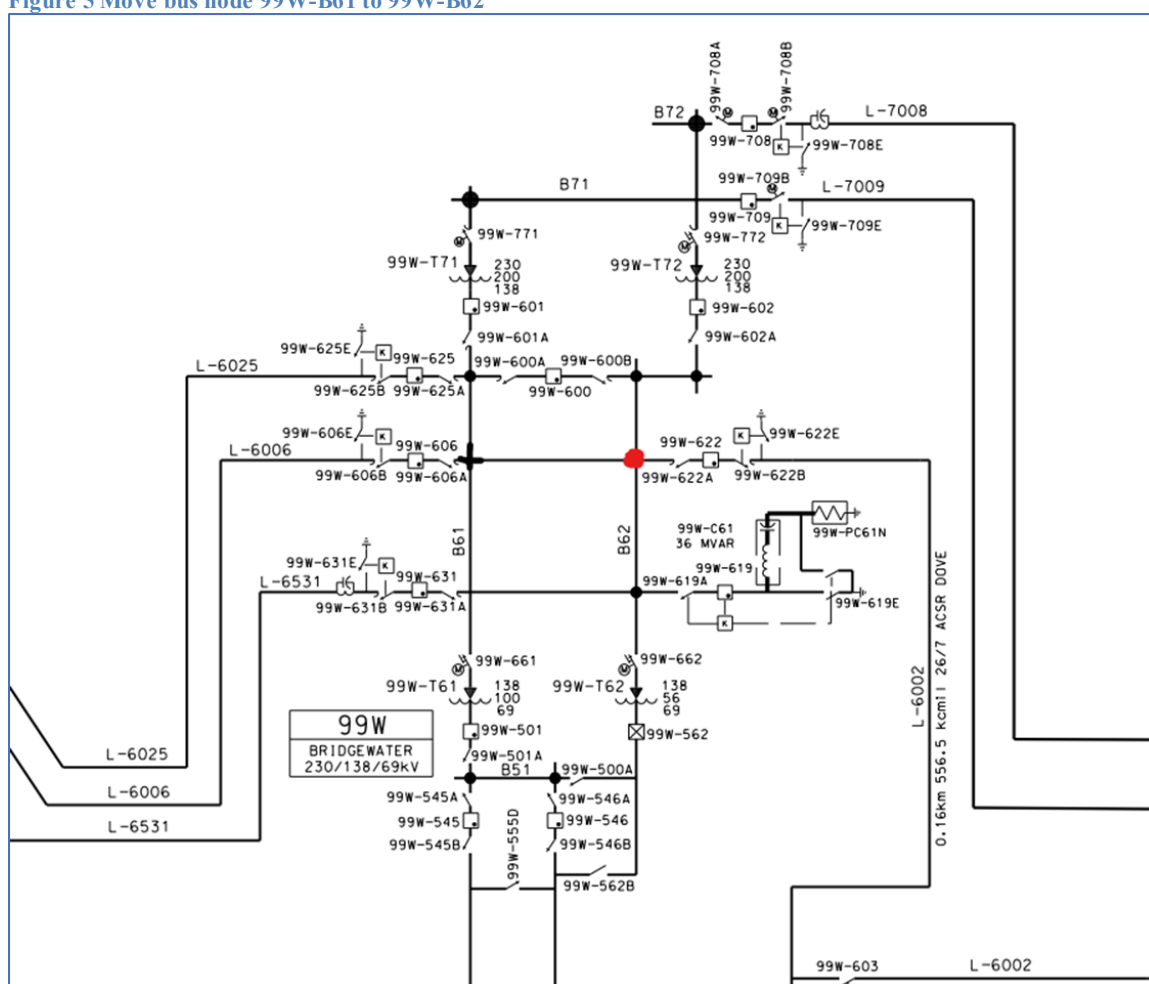 Figure 5 Move bus node 99W-B61 to 99W-B62
99W-708A
99W-708B
B72
L-7008
99W-708
K
99W-708E
99W-709B
B71
L-7009
99W-709
K
99W-709E
M
99W-771
M
99W-772
99W-T71
230
200
138
99W-T72
230
200
138
99W-601
99W-602
99W-601A
99W-602A
99W-625E
K
99W-625
99W-600A
99W-600B
L-6025
99W-625B
99W-625A
99W-600
99W-606E
K
99W-606
99W-622
K
99W-622E
L-6006
99W-606B
99W-606A
99W-622A
99W-622B
B61
B62
99W-C61
36 MVAR
99W-PC61N
99W-631E
K
99W-631
99W-619
99W-619A
L-6531
99W-631B
99W-631A
99W-619E
K
0.16km 556.5 kcmil 26/7 ACSR DOVE
L-6002
M
99W-661
M
99W-662
99W-T61
138
100
69
99W-T62
138
56
69
99W
BRIDGEWATER
230/138/69kV
99W-501
99W-562
99W-501A
B51
99W-500A
L-6025
L-6006
L-6531
99W-545A
99W-546A
99W-545
99W-546
99W-555D
99W-545B
99W-546B
99W-562B
99W-603
L-6002